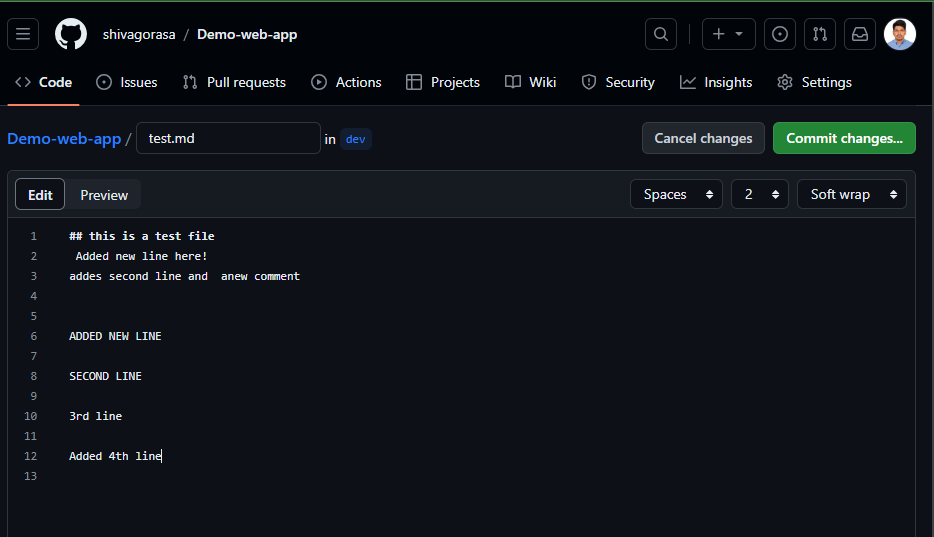 shivagorasa / Demo-web-app
Code Issues Pull requests Actions Projects Wiki Security Insights Settings
Demo-web-app / test.md in dev Cancel changes Commit changes...
Edit Preview Spaces 2 Soft wrap
1 ## this is a test file
2 Added new line here!
3 addes second line and  anew comment
4
5
6 ADDED NEW LINE
7
8 SECOND LINE
9
10 3rd line
11
12 Added 4th line
13